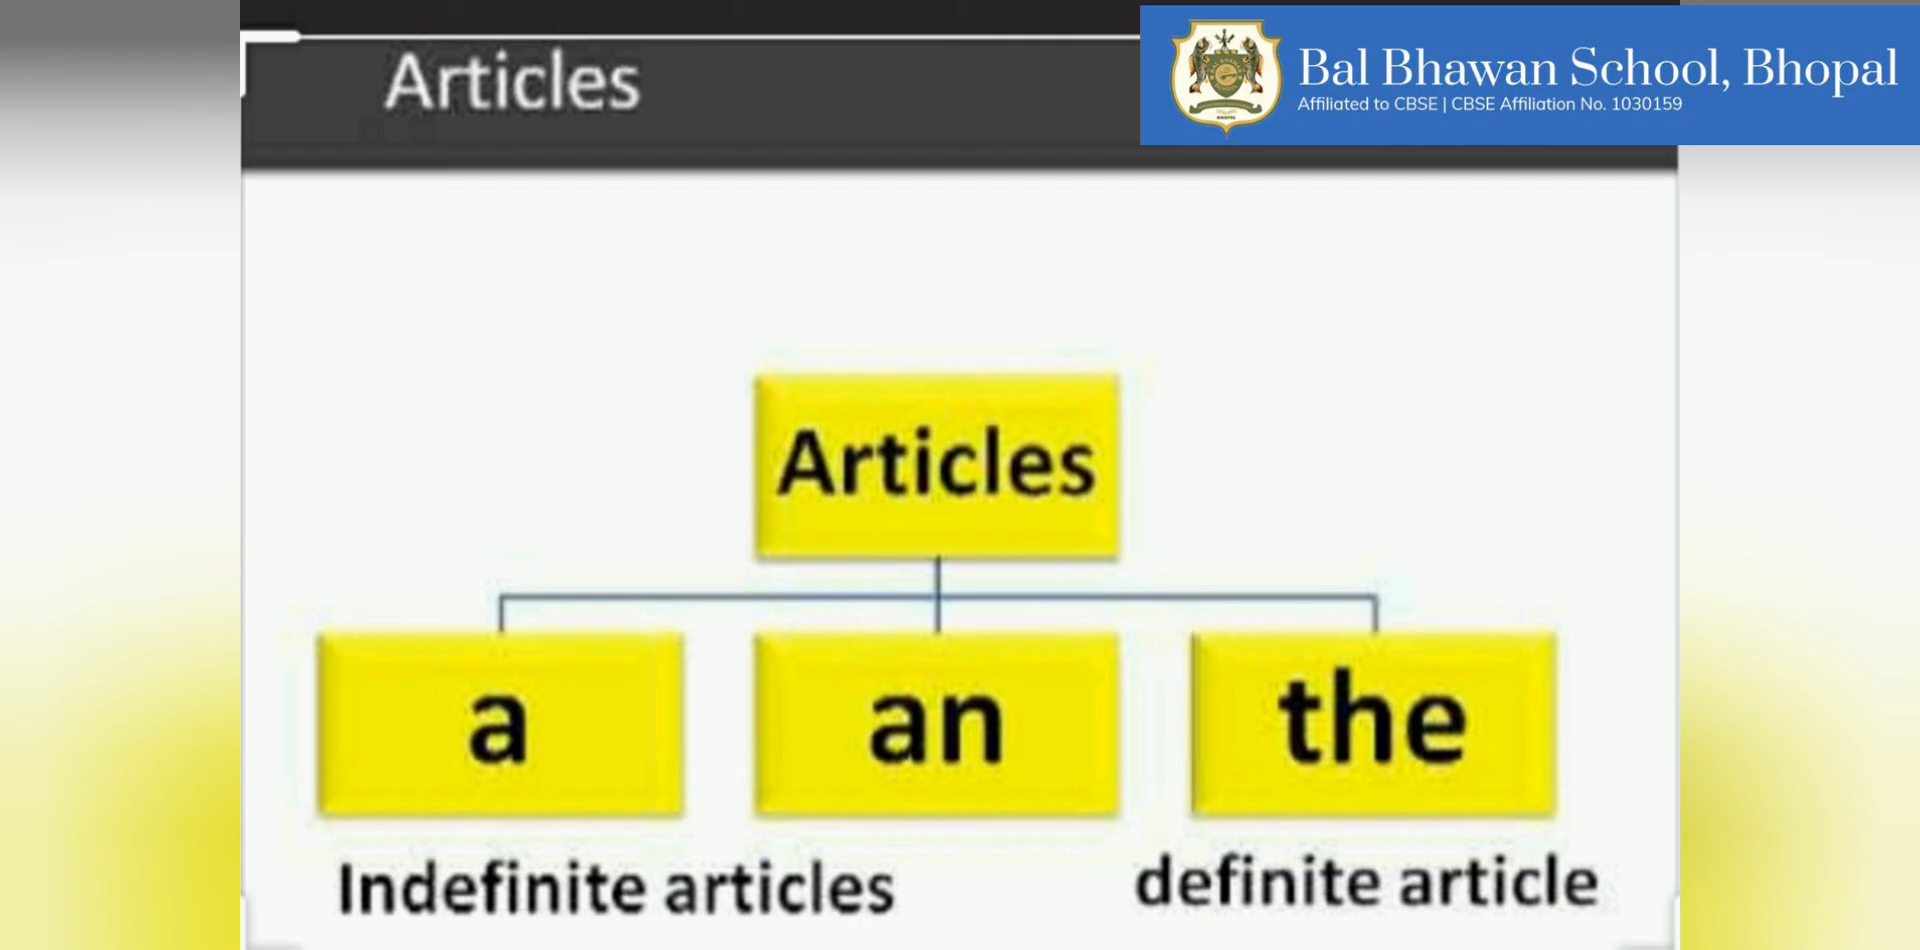 Articles
Bal Bhawan School, Bhopal
Affiliated to CBSE | CBSE Affiliation No. 1030159
Articles
a an the
Indefinite articles definite article